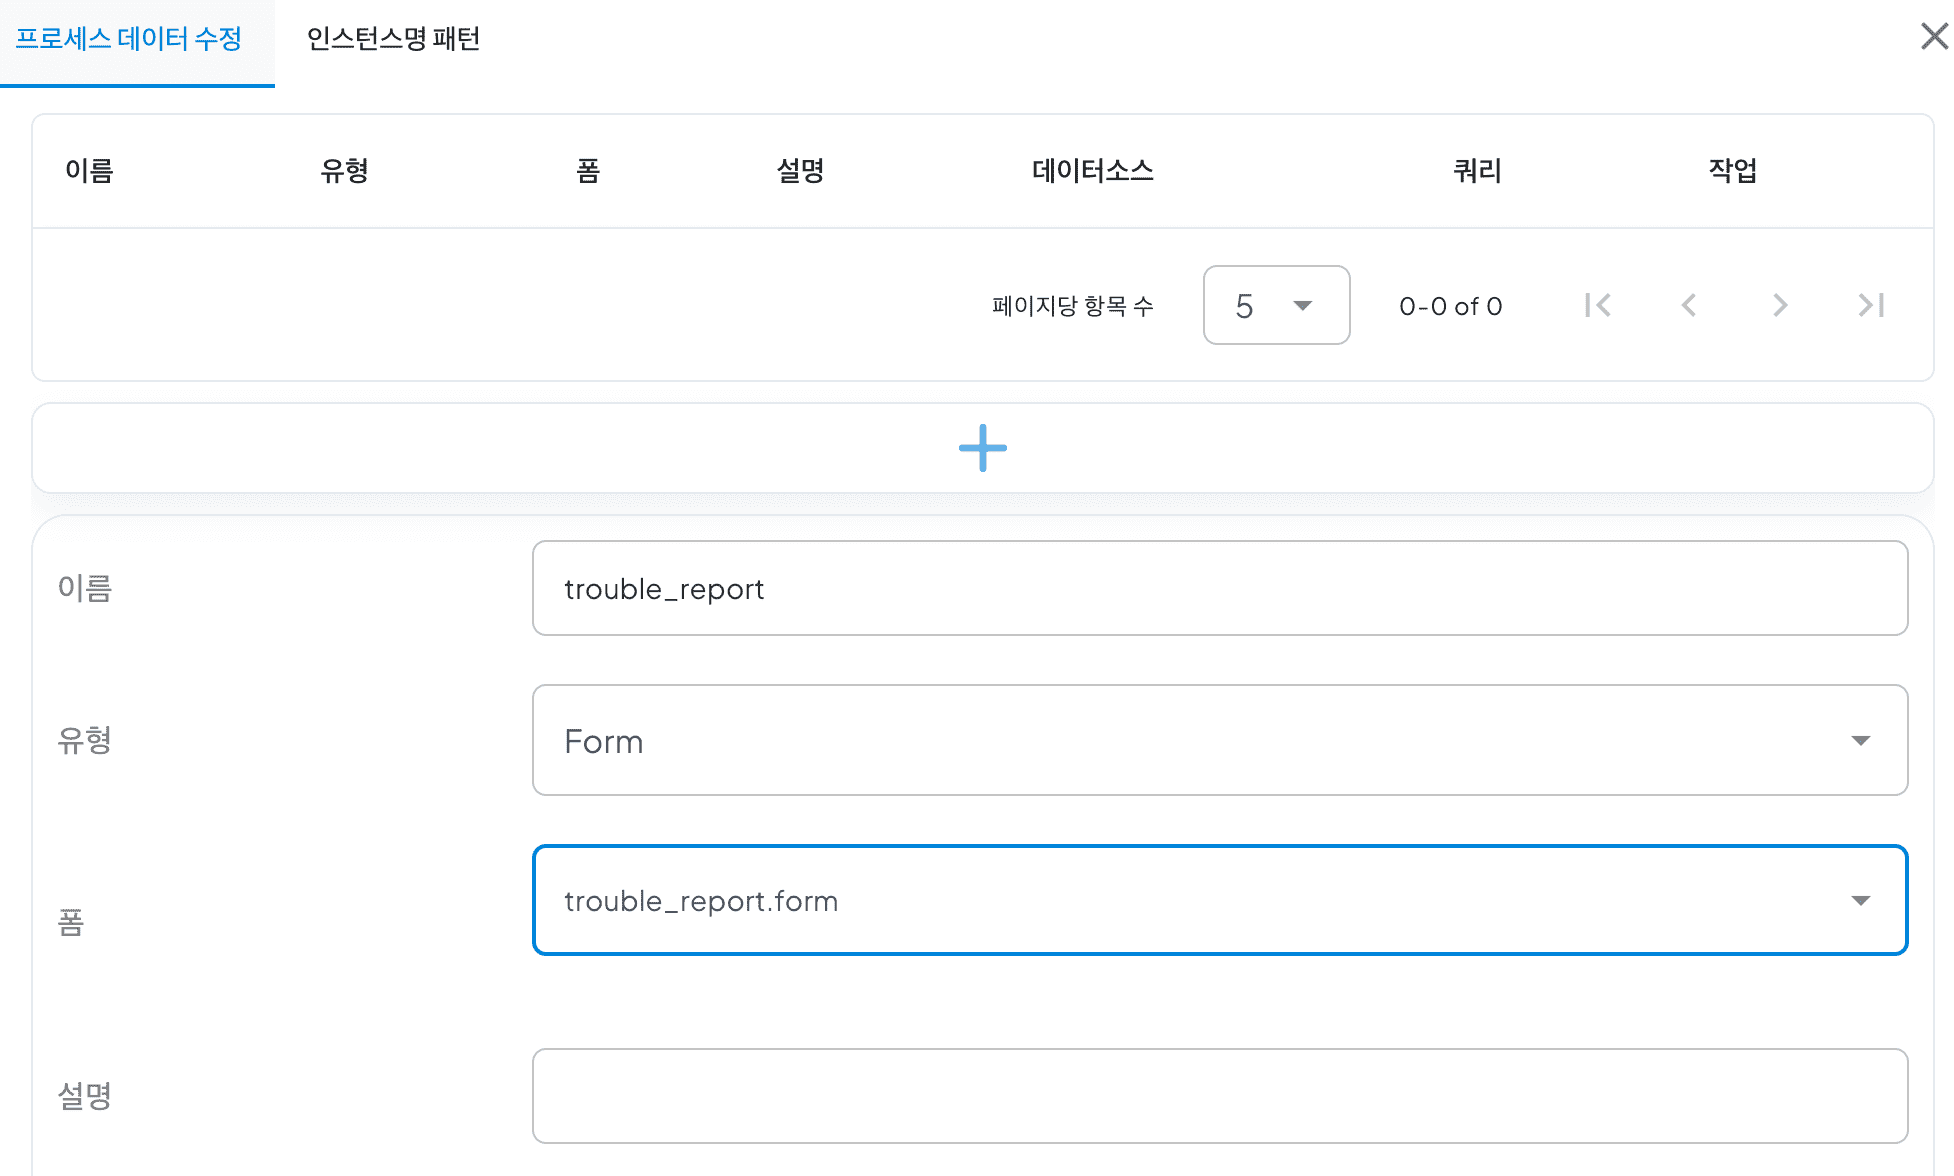 프로세스 데이터 수정 인스턴스명 패턴
이름 유형 폼 설명 데이터소스 쿼리 작업
페이지당 항목 수 5 0-0 of 0
이름 trouble_report
유형 Form
폼 trouble_report.form
설명